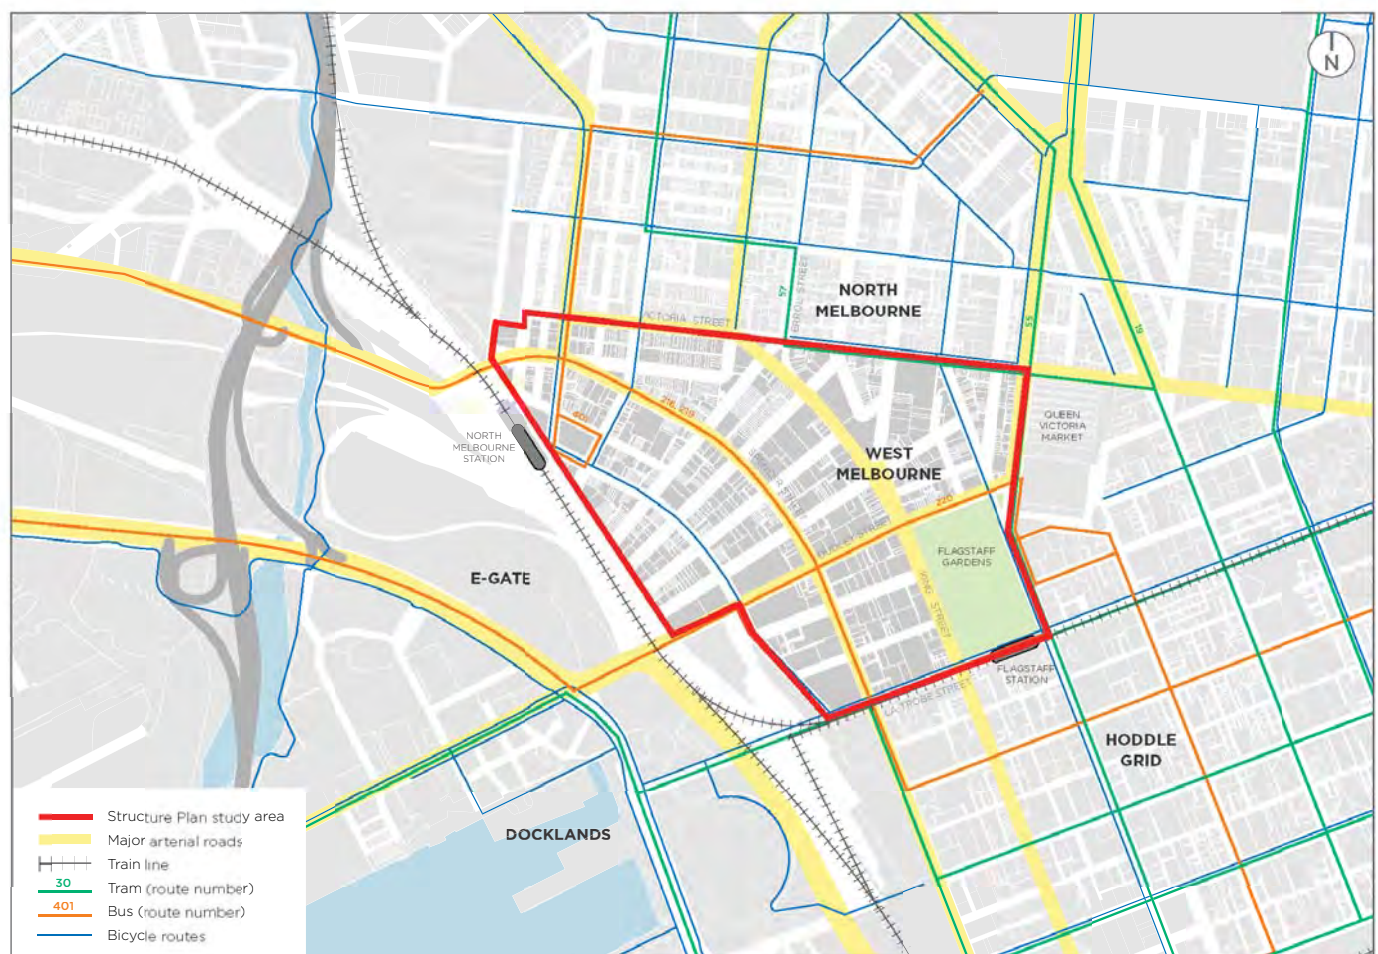 N
57
ERROL STREET
NORTH
MELBOURNE
VICTORIA STREET
55
19
QUEEN
VICTORIA
MARKET
216, 219
NORTH
MELBOURNE
STATION
WEST
MELBOURNE
220
DUDLEY STREET
FLAGSTAFF
GARDENS
E-GATE
KING STREET
FLAGSTAFF
STATION
LA TROBE STREET
HODDLE
GRID
DOCKLANDS
Structure Plan study area
Major arterial roads
Train line
30
Tram (route number)
401
Bus (route number)
Bicycle routes